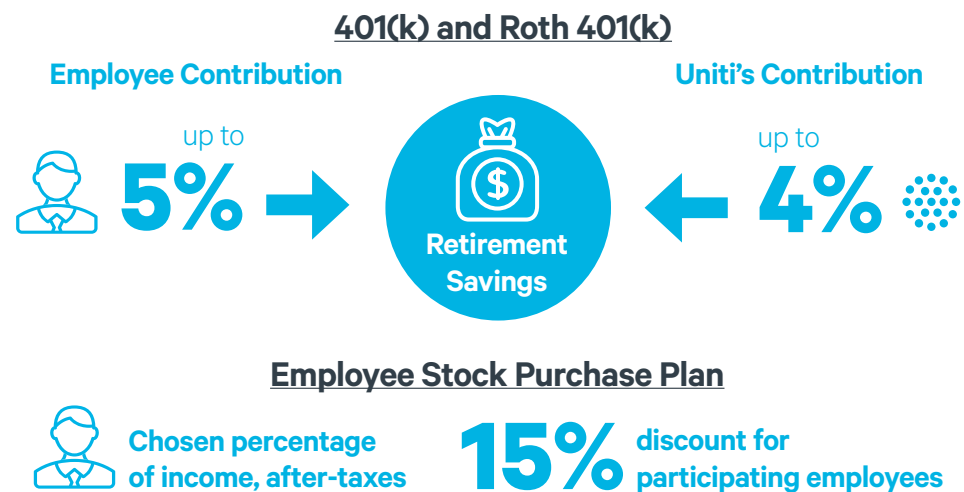 401(k) and Roth 401(k)
Employee Contribution
Uniti's Contribution
up to
5%
up to
4%
$
Retirement
Savings
Employee Stock Purchase Plan
Chosen percentage
of income, after-taxes
15%
discount for
participating employees